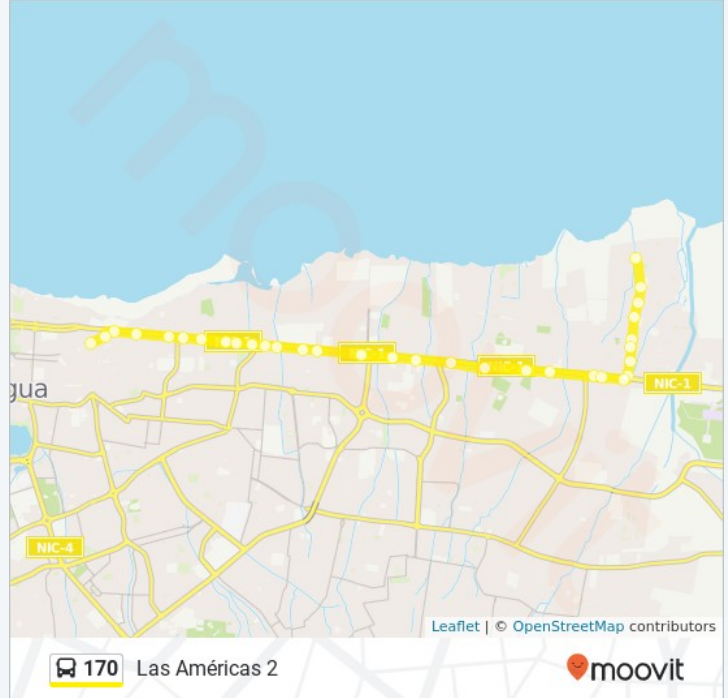 NIC-1
gua
NIC-4
Leaflet | © OpenStreetMap contributors
170 Las Américas 2
moovit